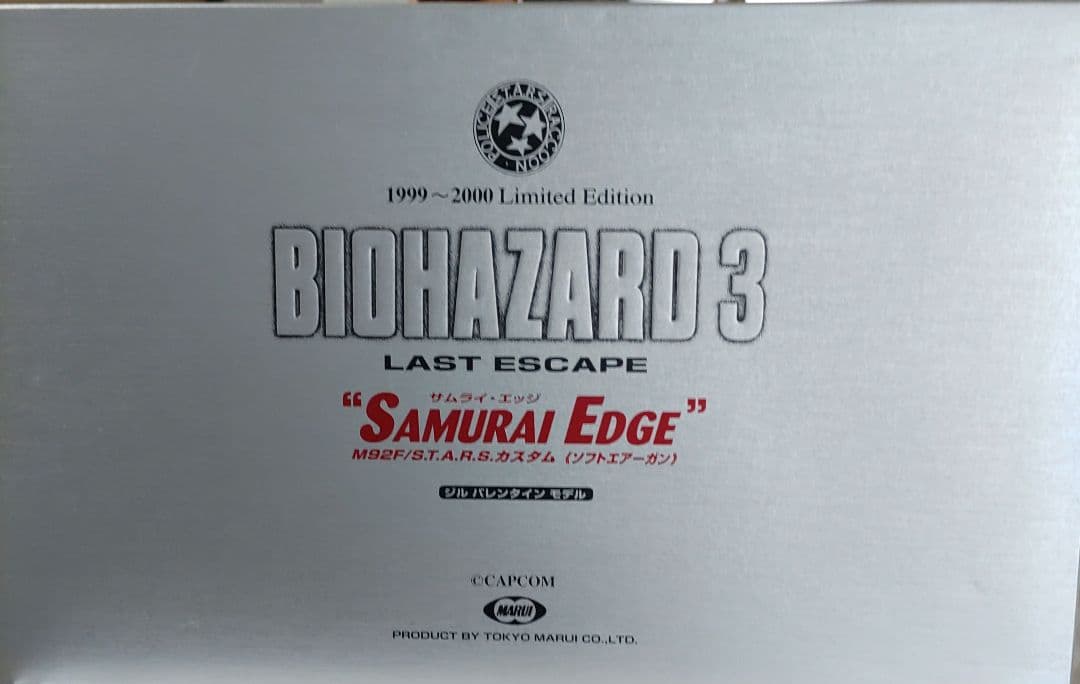 S.T.A.R.S. RACCOON POLICE
1999～2000 Limited Edition
BIOHAZARD 3
LAST ESCAPE
サムライ・エッジ
“SAMURAI EDGE”
M92F/S.T.A.R.S.カスタム（ソフトエアーガン）
ジル バレンタイン モデル
©CAPCOM
MARUI
PRODUCT BY TOKYO MARUI CO.,LTD.